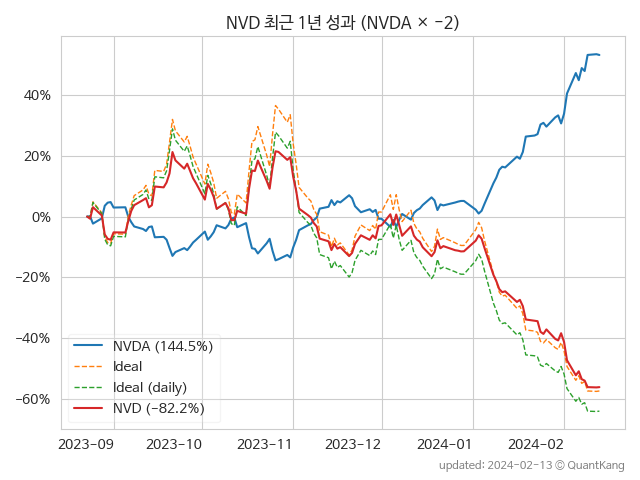 NVD 최근 1년 성과 (NVDA × −2)
40%
20%
0%
−20%
−40%
−60%
NVDA (144.5%)
Ideal
Ideal (daily)
NVD (−82.2%)
2023−09
2023−10
2023−11
2023−12
2024−01
2024−02
updated: 2024−02−13 ⓒ QuantKang